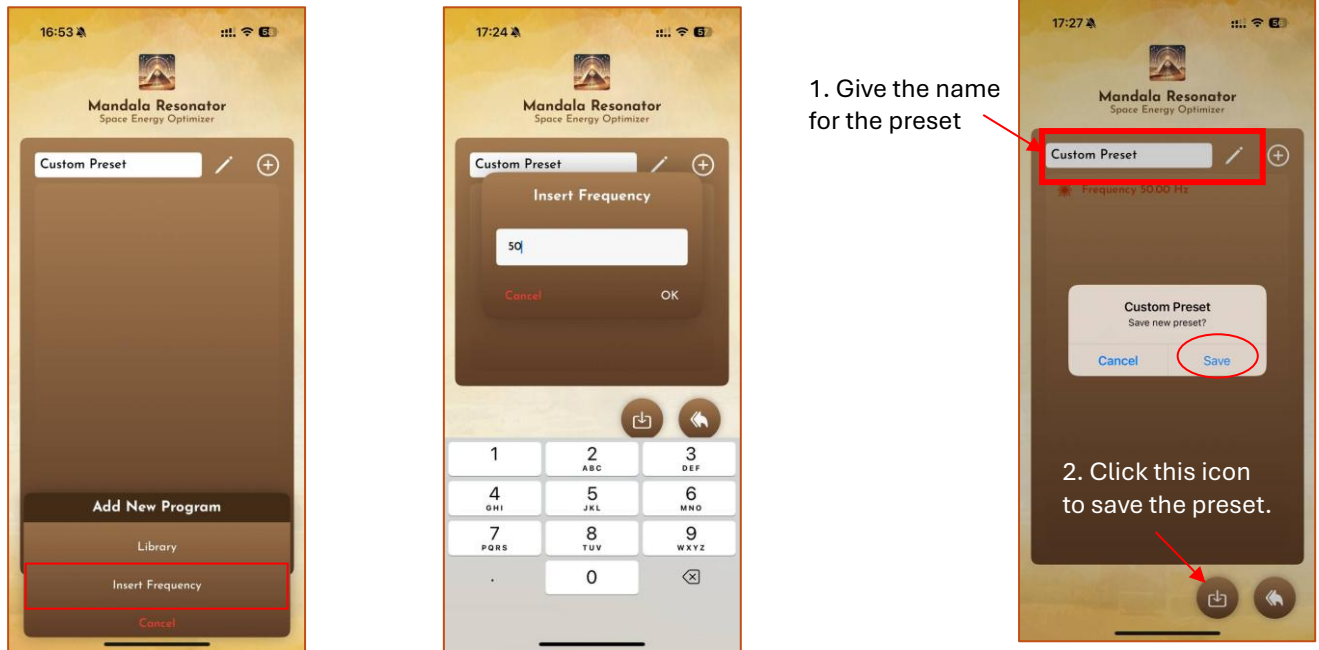 16:53
Mandala Resonator
Space Energy Optimizer
Custom Preset
Add New Program
Library
Insert Frequency
Cancel
17:24
Mandala Resonator
Space Energy Optimizer
Custom Preset
Insert Frequency
50
Cancel
OK
1
2
ABC
3
DEF
4
GHI
5
JKL
6
MNO
7
PQRS
8
TUV
9
WXYZ
.
0
1. Give the name
for the preset
17:27
Mandala Resonator
Space Energy Optimizer
Custom Preset
Frequency 50.00 Hz
Custom Preset
Save new preset?
Cancel
Save
2. Click this icon
to save the preset.